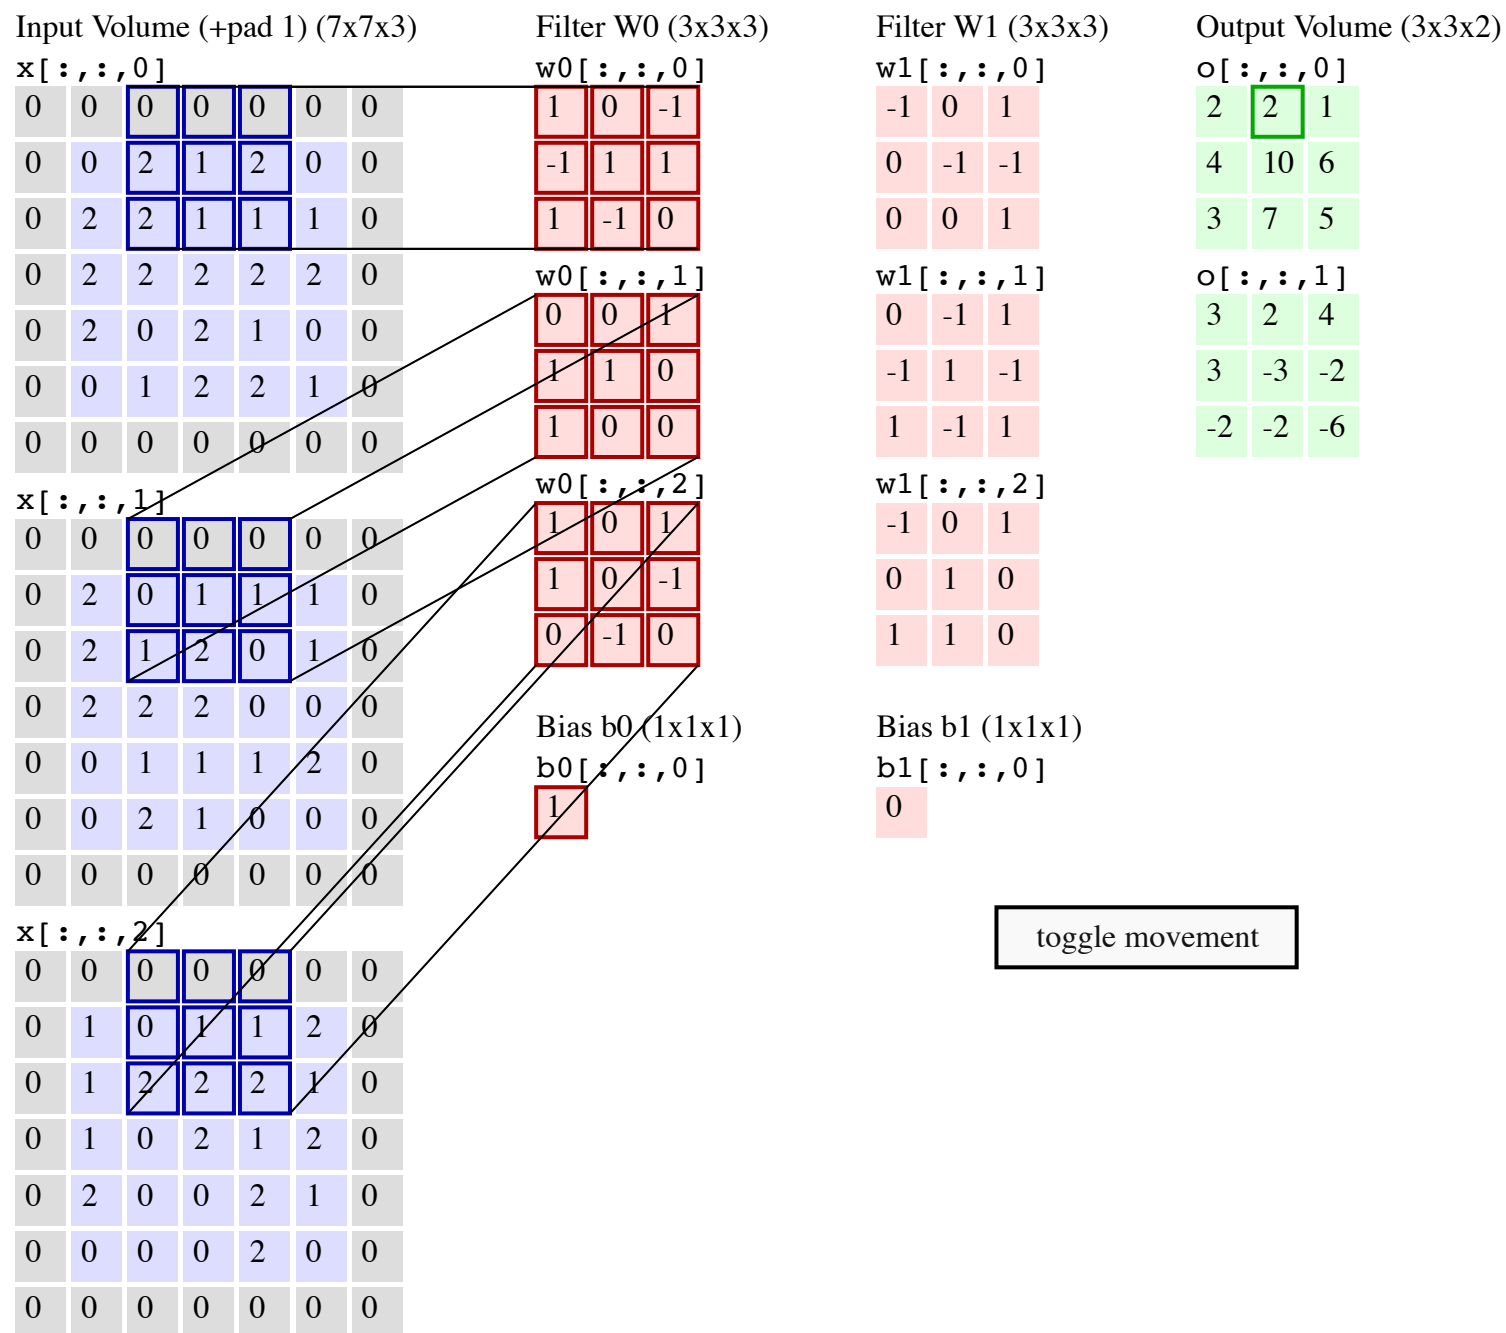 Input Volume (+pad 1) (7x7x3)
x[:,:,0]
0 0 0 0 0 0 0
0 0 2 1 2 0 0
0 2 2 1 1 1 0
0 2 2 2 2 2 0
0 2 0 2 1 0 0
0 0 1 2 2 1 0
0 0 0 0 0 0 0
x[:,:,1]
0 0 0 0 0 0 0
0 2 0 1 1 1 0
0 2 1 2 0 1 0
0 2 2 2 0 0 0
0 0 1 1 1 2 0
0 0 2 1 0 0 0
0 0 0 0 0 0 0
x[:,:,2]
0 0 0 0 0 0 0
0 1 0 1 1 2 0
0 1 2 2 2 1 0
0 1 0 2 1 2 0
0 2 0 0 2 1 0
0 0 0 0 2 0 0
0 0 0 0 0 0 0
Filter W0 (3x3x3)
w0[:,:,0]
1 0 -1
-1 1 1
1 -1 0
w0[:,:,1]
0 0 1
1 1 0
1 0 0
w0[:,:,2]
1 0 1
1 0 -1
0 -1 0
Bias b0 (1x1x1)
b0[:,:,0]
1
Filter W1 (3x3x3)
w1[:,:,0]
-1 0 1
0 -1 -1
0 0 1
w1[:,:,1]
0 -1 1
-1 1 -1
1 -1 1
w1[:,:,2]
-1 0 1
0 1 0
1 1 0
Bias b1 (1x1x1)
b1[:,:,0]
0
Output Volume (3x3x2)
o[:,:,0]
2 2 1
4 10 6
3 7 5
o[:,:,1]
3 2 4
3 -3 -2
-2 -2 -6
toggle movement